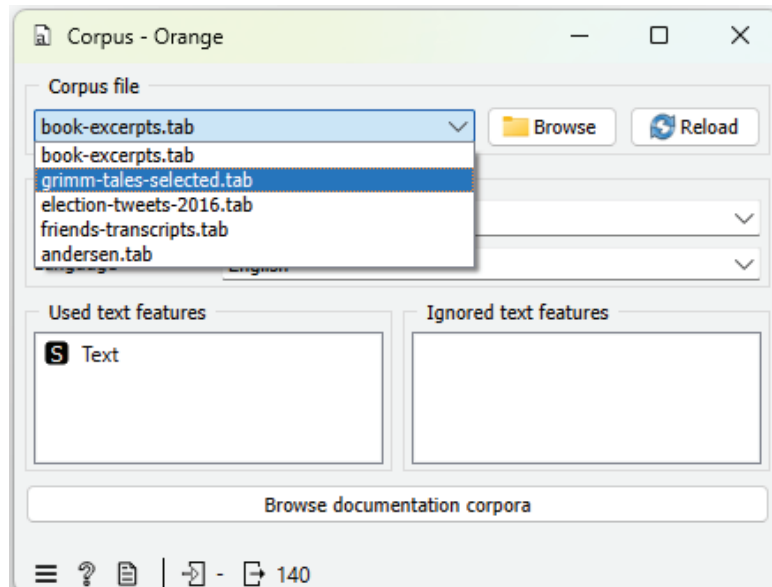 Corpus - Orange
Corpus file
book-excerpts.tab
Browse
Reload
book-excerpts.tab
grimm-tales-selected.tab
election-tweets-2016.tab
friends-transcripts.tab
andersen.tab
Used text features
Ignored text features
S Text
Browse documentation corpora
? - 140